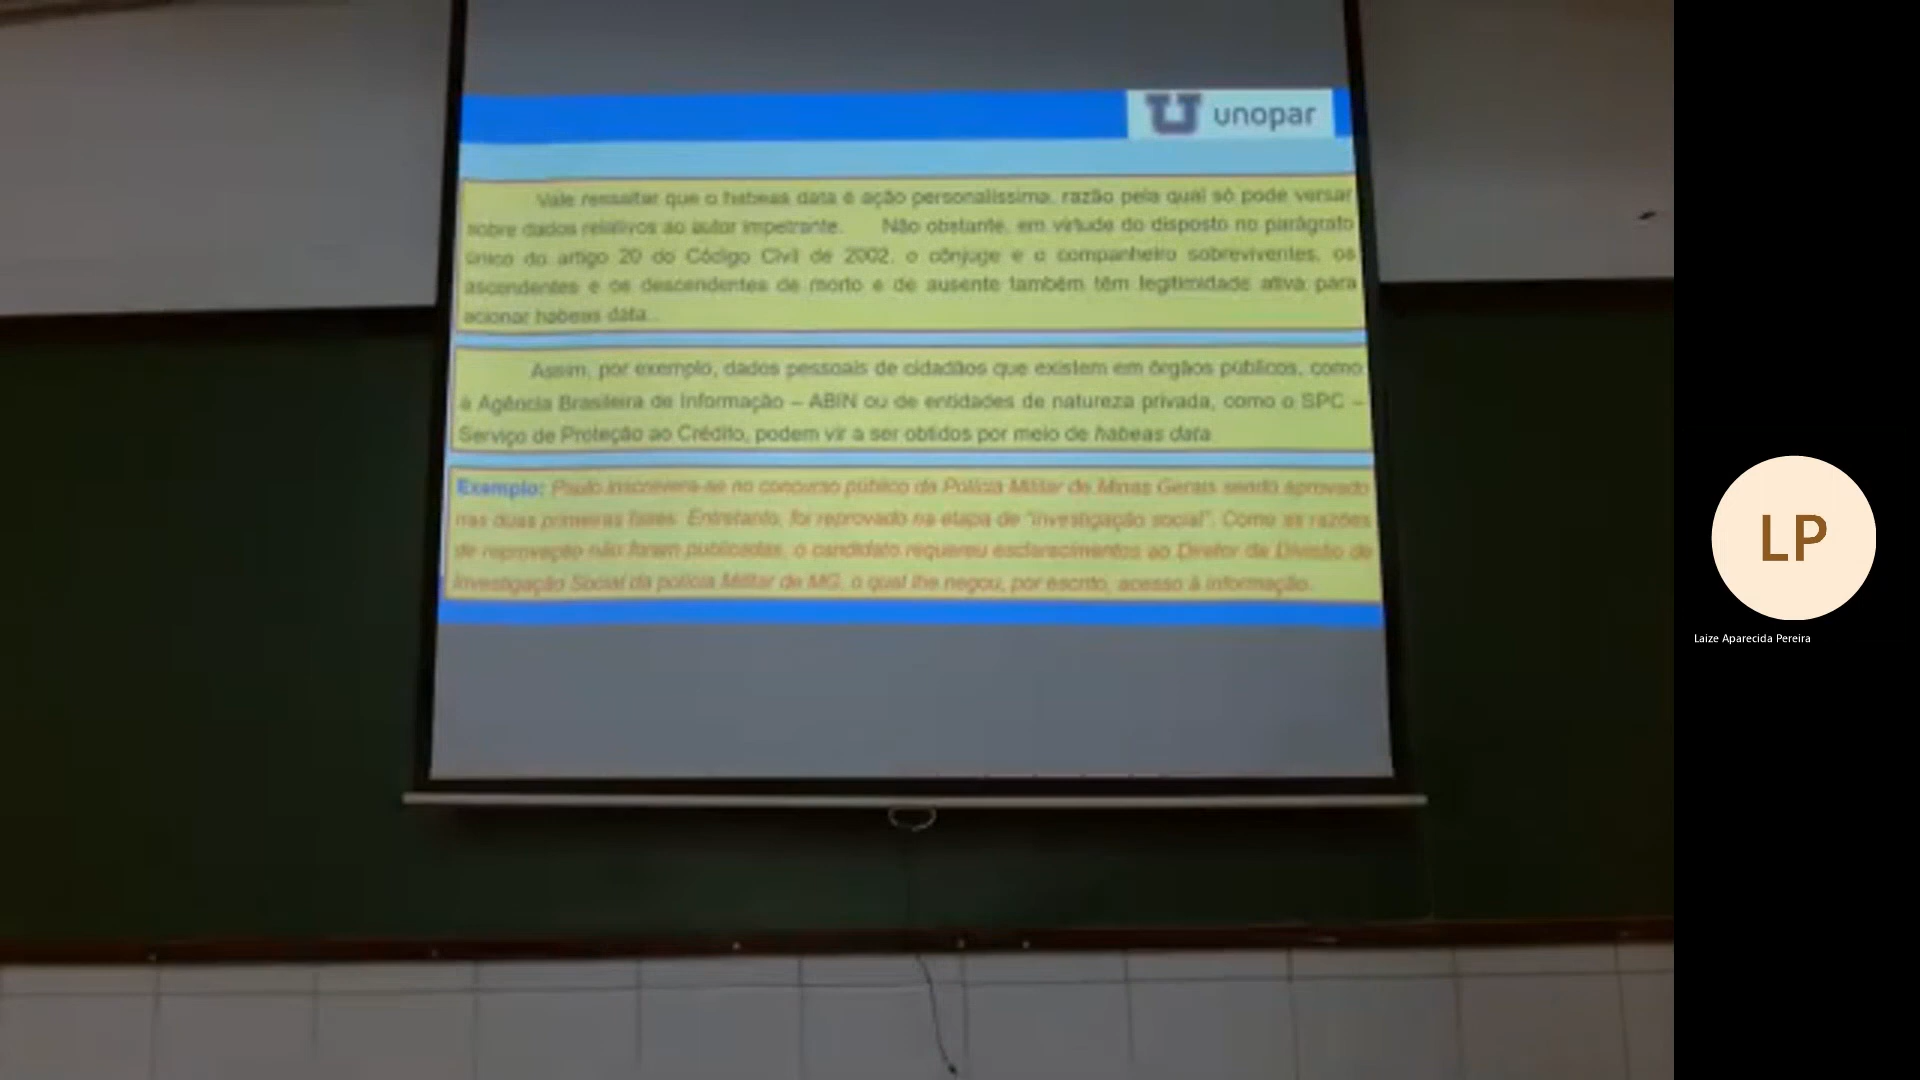 unopar
Vale ressaltar que o habeas data é ação personalíssima, razão pela qual só pode versar
sobre dados relativos ao autor impetrante. Não obstante, em virtude do disposto no parágrafo
único do artigo 20 do Código Civil de 2002, o cônjuge e o companheiro sobreviventes, os
ascendentes e os descendentes de morto e de ausente também têm legitimidade ativa para
acionar habeas data.
Assim, por exemplo, dados pessoais de cidadãos que existem em órgãos públicos, como
a Agência Brasileira de Informação – ABIN ou de entidades de natureza privada, como o SPC –
Serviço de Proteção ao Crédito, podem vir a ser obtidos por meio de habeas data
Exemplo: Paulo inscrevera-se no concurso público da Polícia Militar de Minas Gerais sendo aprovado
nas duas primeiras fases. Entretanto, foi reprovado na etapa de "investigação social". Como as razões
de reprovação não foram publicadas, o candidato requereu esclarecimentos ao Diretor da Divisão de
Investigação Social da polícia Militar de MG, o qual lhe negou, por escrito, acesso à informação.
LP
Laize Aparecida Pereira